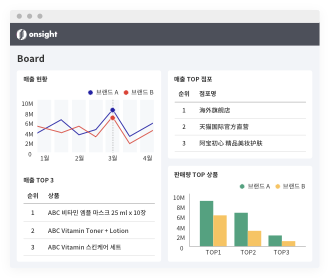 onsight
Board
매출 현황
브랜드 A
브랜드 B
10M
8M
6M
4M
2M
0
1월
2월
3월
4월
매출 TOP 3
순위 상품
1 ABC 비타민 앰플 마스크 25 ml x 10장
2 ABC Vitamin Toner + Lotion
3 ABC Vitamin 스킨케어 세트
매출 TOP 점포
순위 점포명
1 海外旗舰店
2 天猫国际官方直营
3 阿宝初心 精品美妆护肤
판매량 TOP 상품
브랜드 A
브랜드 B
10M
8M
6M
4M
2M
0
TOP1
TOP2
TOP3